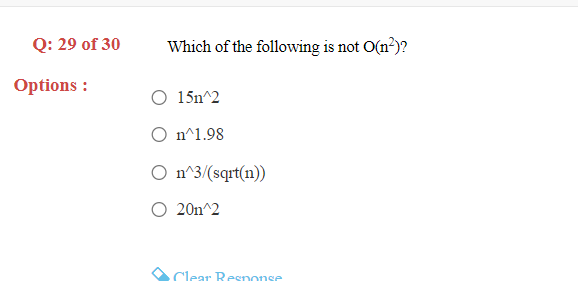 Q: 29 of 30 Which of the following is not O(n²)?
Options :
15n^2
n^1.98
n^3/(sqrt(n))
20n^2
Clear Response